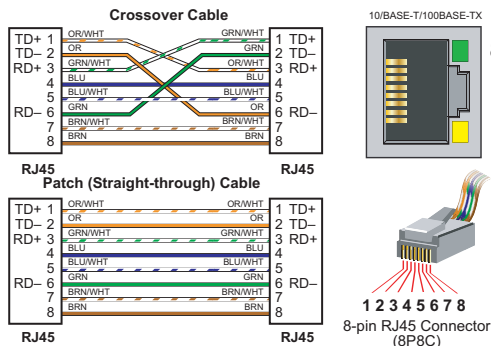 Crossover Cable
TD+ 1 OR/WHT GRN/WHT 1 TD+
TD– 2 OR GRN 2 TD–
RD+ 3 GRN/WHT OR/WHT 3 RD+
4 BLU BLU 4
5 BLU/WHT BLU/WHT 5
RD– 6 GRN OR 6 RD–
7 BRN/WHT BRN/WHT 7
8 BRN BRN 8
RJ45 RJ45
Patch (Straight-through) Cable
TD+ 1 OR/WHT OR/WHT 1 TD+
TD– 2 OR OR 2 TD–
RD+ 3 GRN/WHT GRN/WHT 3 RD+
4 BLU BLU 4
5 BLU/WHT BLU/WHT 5
RD– 6 GRN GRN 6 RD–
7 BRN/WHT BRN/WHT 7
8 BRN BRN 8
RJ45 RJ45
10/BASE-T/100BASE-TX
1 2 3 4 5 6 7 8
8-pin RJ45 Connector
(8P8C)